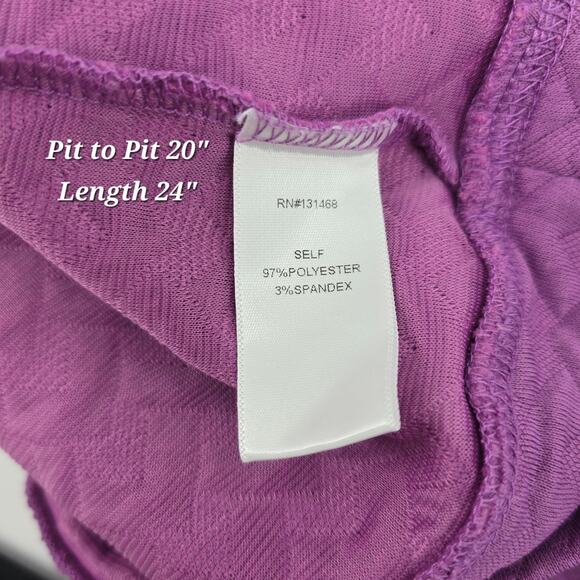 Pit to Pit 20"
Length 24"
RN#131468
SELF
97%POLYESTER
3%SPANDEX